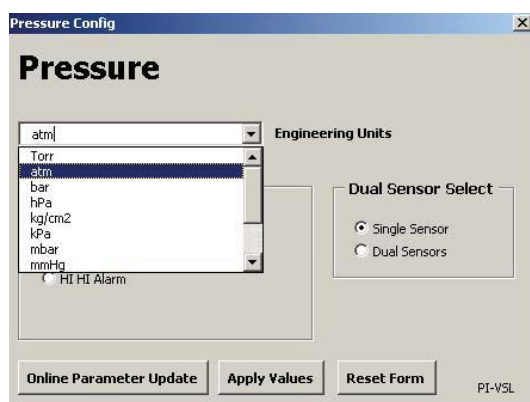 Pressure Config
Pressure
atm
Engineering Units
Torr
atm
bar
hPa
kg/cm2
kPa
mbar
mmHg
HI HI Alarm
Dual Sensor Select
Single Sensor
Dual Sensors
Online Parameter Update
Apply Values
Reset Form
PI-VSL